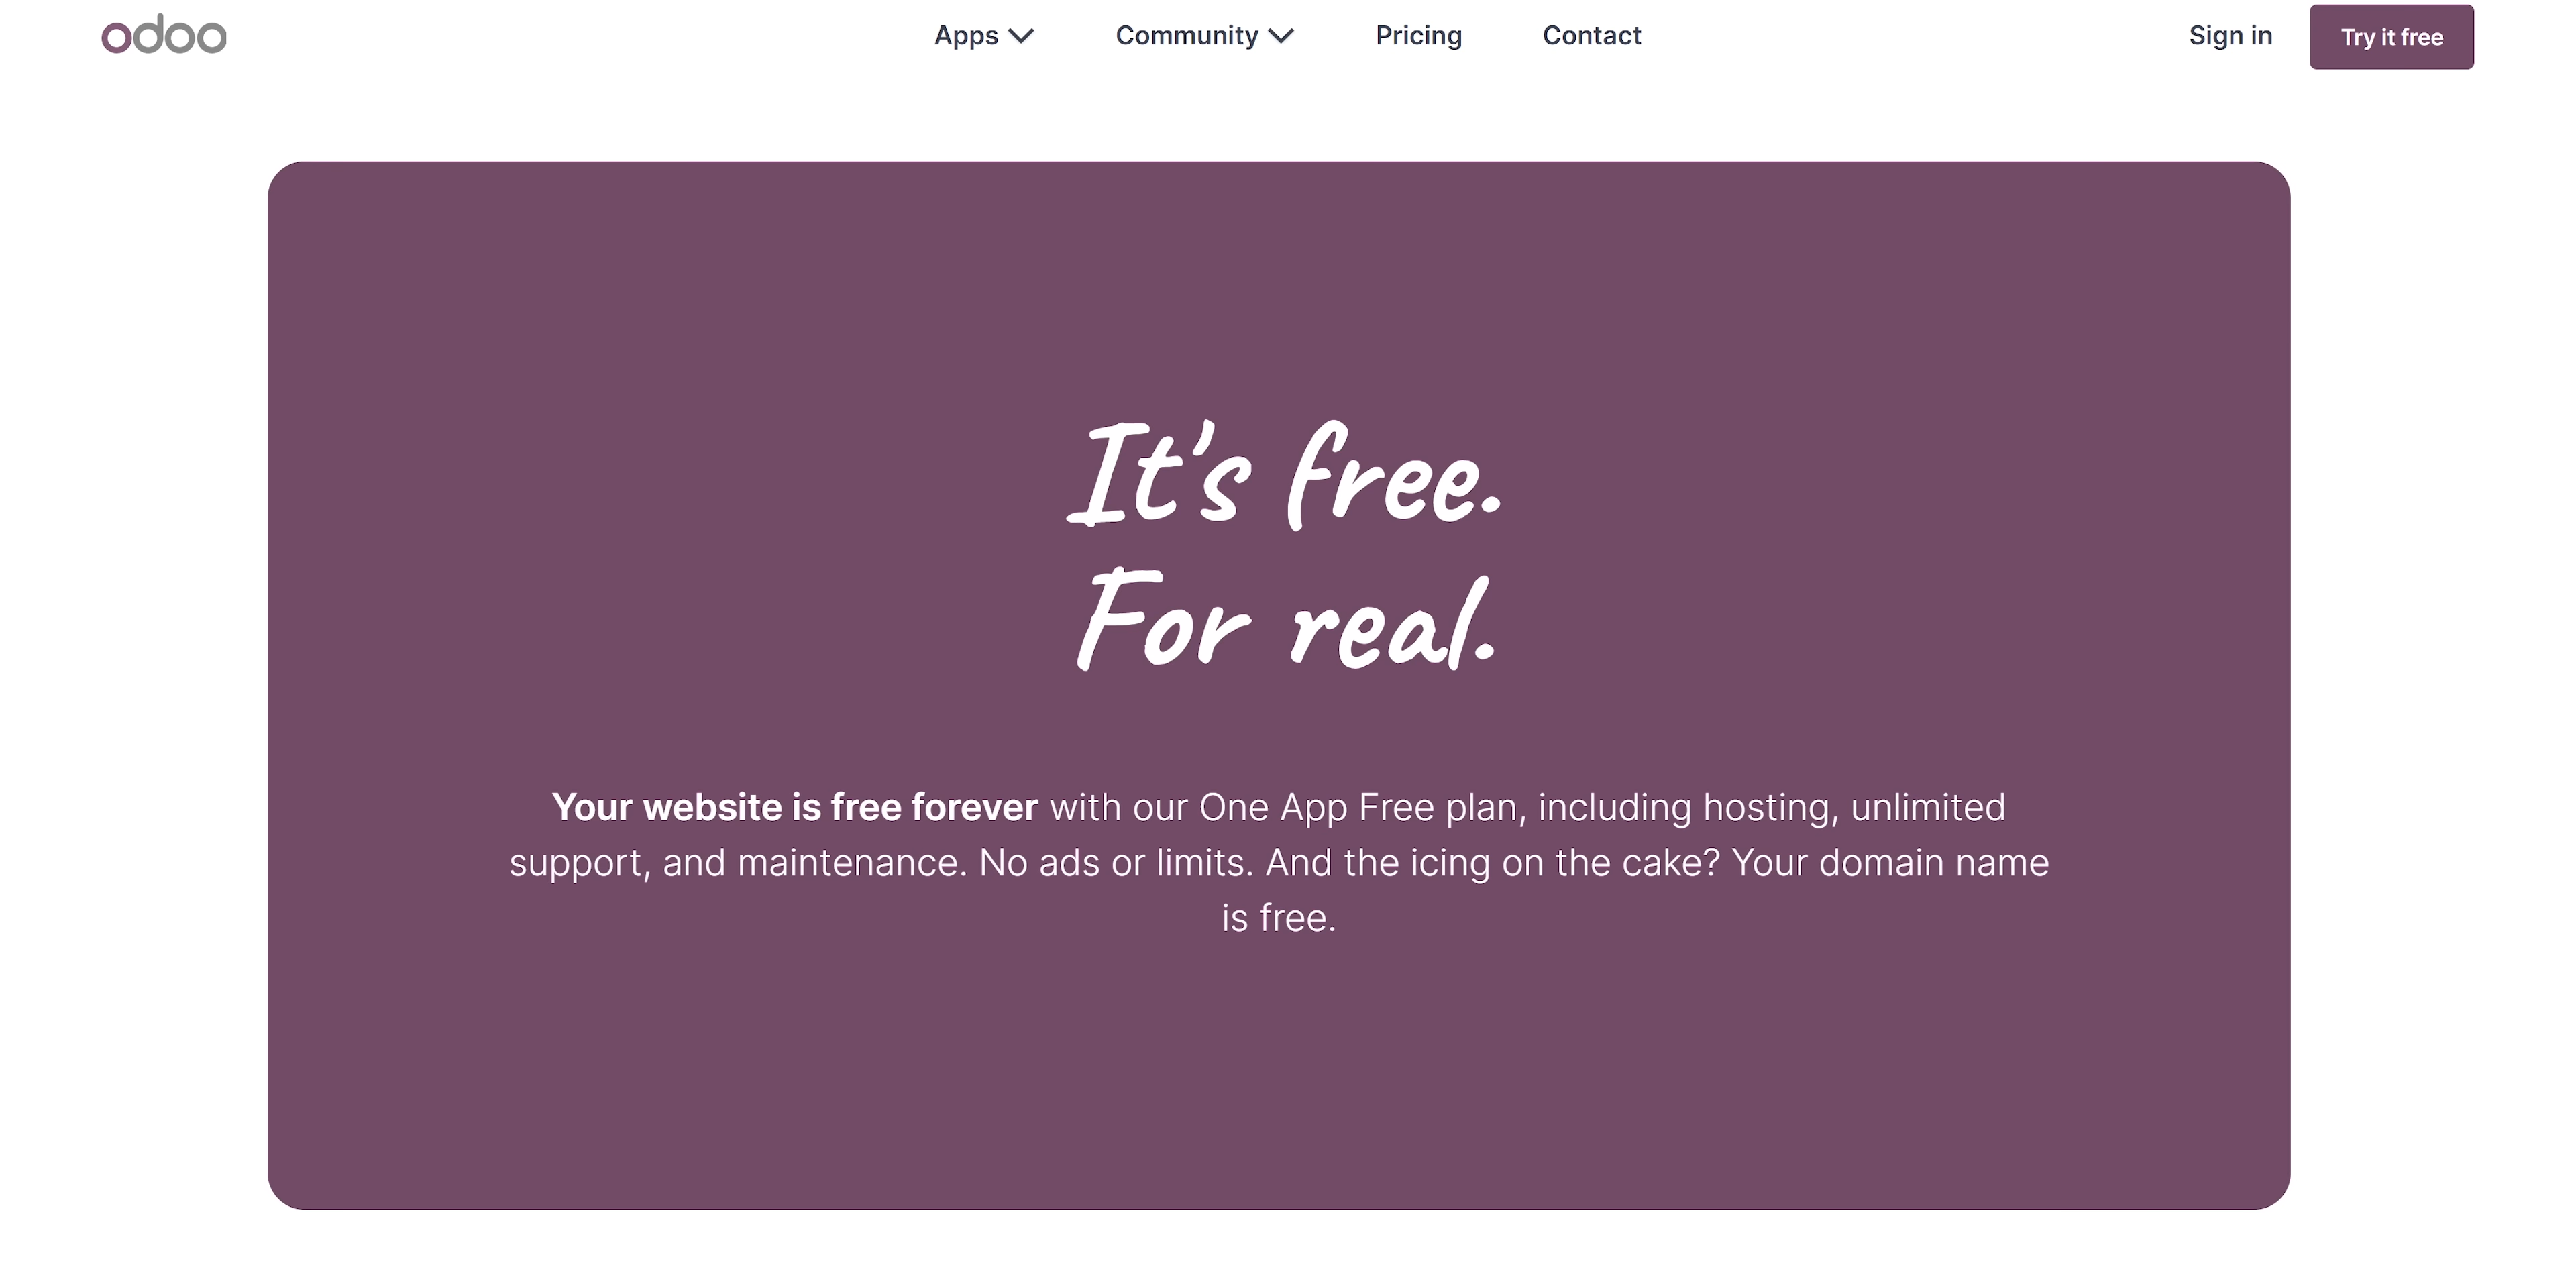 odoo
Apps
Community
Pricing
Contact
Sign in
Try it free
It's free.
For real.
Your website is free forever with our One App Free plan, including hosting, unlimited
support, and maintenance. No ads or limits. And the icing on the cake? Your domain name
is free.